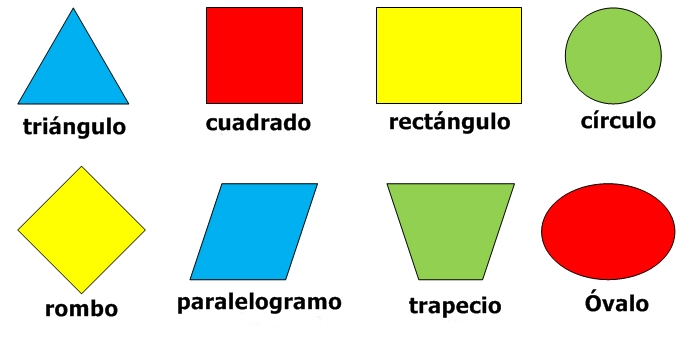 triángulo
cuadrado
rectángulo
círculo
rombo
paralelogramo
trapecio
Óvalo